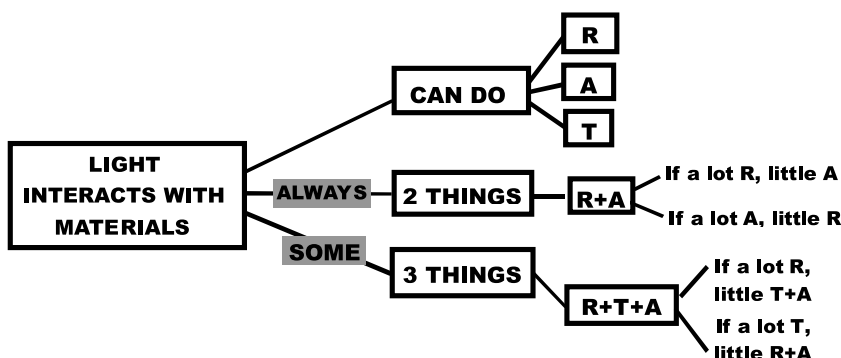 LIGHT
INTERACTS WITH
MATERIALS
CAN DO
R
A
T
ALWAYS
2 THINGS
R+A
If a lot R, little A
If a lot A, little R
SOME
3 THINGS
R+T+A
If a lot R,
little T+A
If a lot T,
little R+A